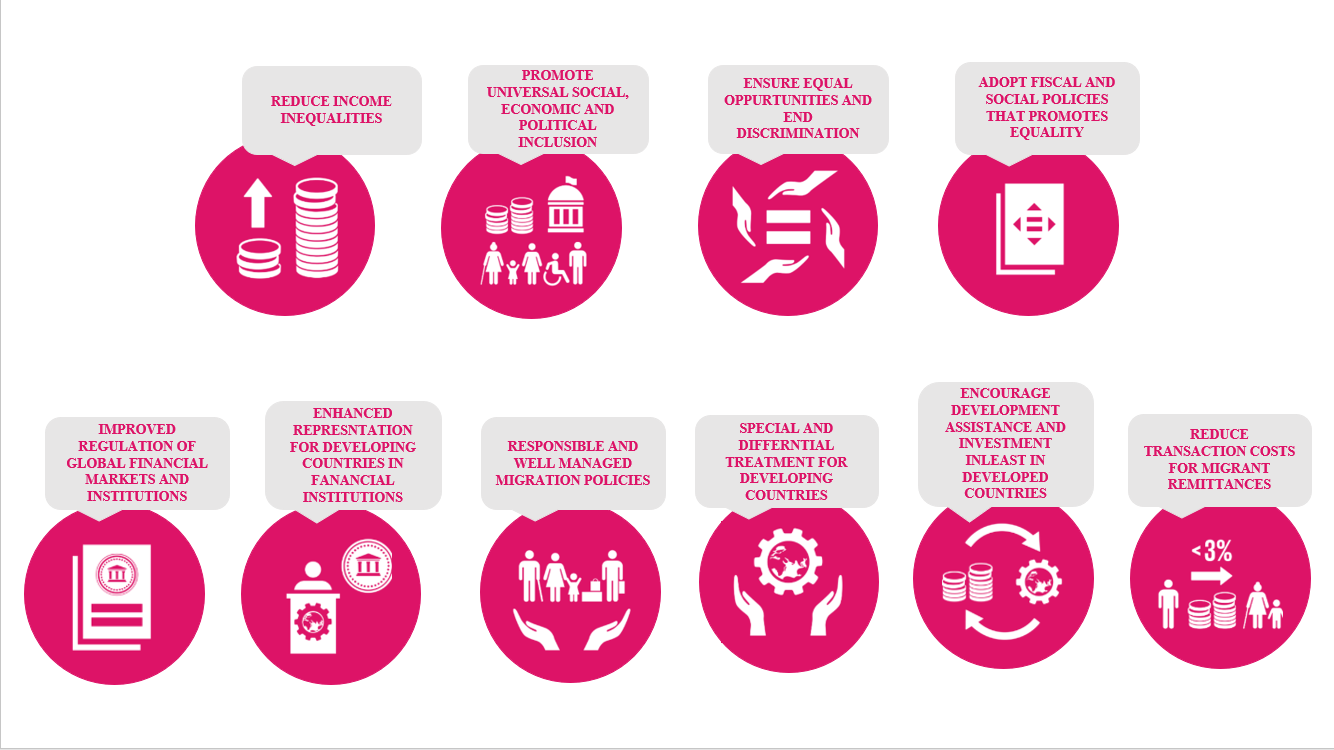 REDUCE INCOME
INEQUALITIES
PROMOTE
UNIVERSAL SOCIAL,
ECONOMIC AND
POLITICAL
INCLUSION
ENSURE EQUAL
OPPURTUNITIES AND
END
DISCRIMINATION
ADOPT FISCAL AND
SOCIAL POLICIES
THAT PROMOTES
EQUALITY
IMPROVED
REGULATION OF
GLOBAL FINANCIAL
MARKETS AND
INSTITUTIONS
ENHANCED
REPRESNTATION
FOR DEVELOPING
COUNTRIES IN
FANANCIAL
INSTITUTIONS
RESPONSIBLE AND
WELL MANAGED
MIGRATION POLICIES
SPECIAL AND
DIFFERNTIAL
TREATMENT FOR
DEVELOPING
COUNTRIES
ENCOURAGE
DEVELOPMENT
ASSISTANCE AND
INVESTMENT
INLEAST IN
DEVELOPED
COUNTRIES
REDUCE
TRANSACTION COSTS
FOR MIGRANT
REMITTANCES
<3%